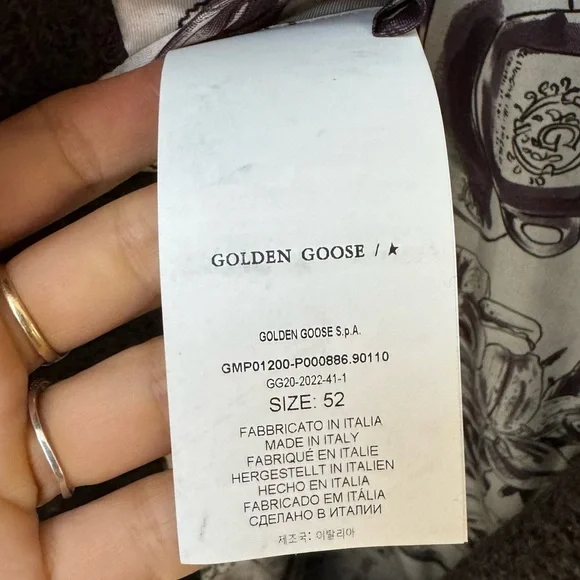 GOLDEN GOOSE / ★
GOLDEN GOOSE S.p.A.
GMP01200-P000886.90110
GG20-2022-41-1
SIZE: 52
FABBRICATO IN ITALIA
MADE IN ITALY
FABRIQUÉ EN ITALIE
HERGESTELLT IN ITALIEN
HECHO EN ITALIA
FABRICADO EM ITÁLIA
СДЕЛАНО В ИТАЛИИ
제조국: 이탈리아